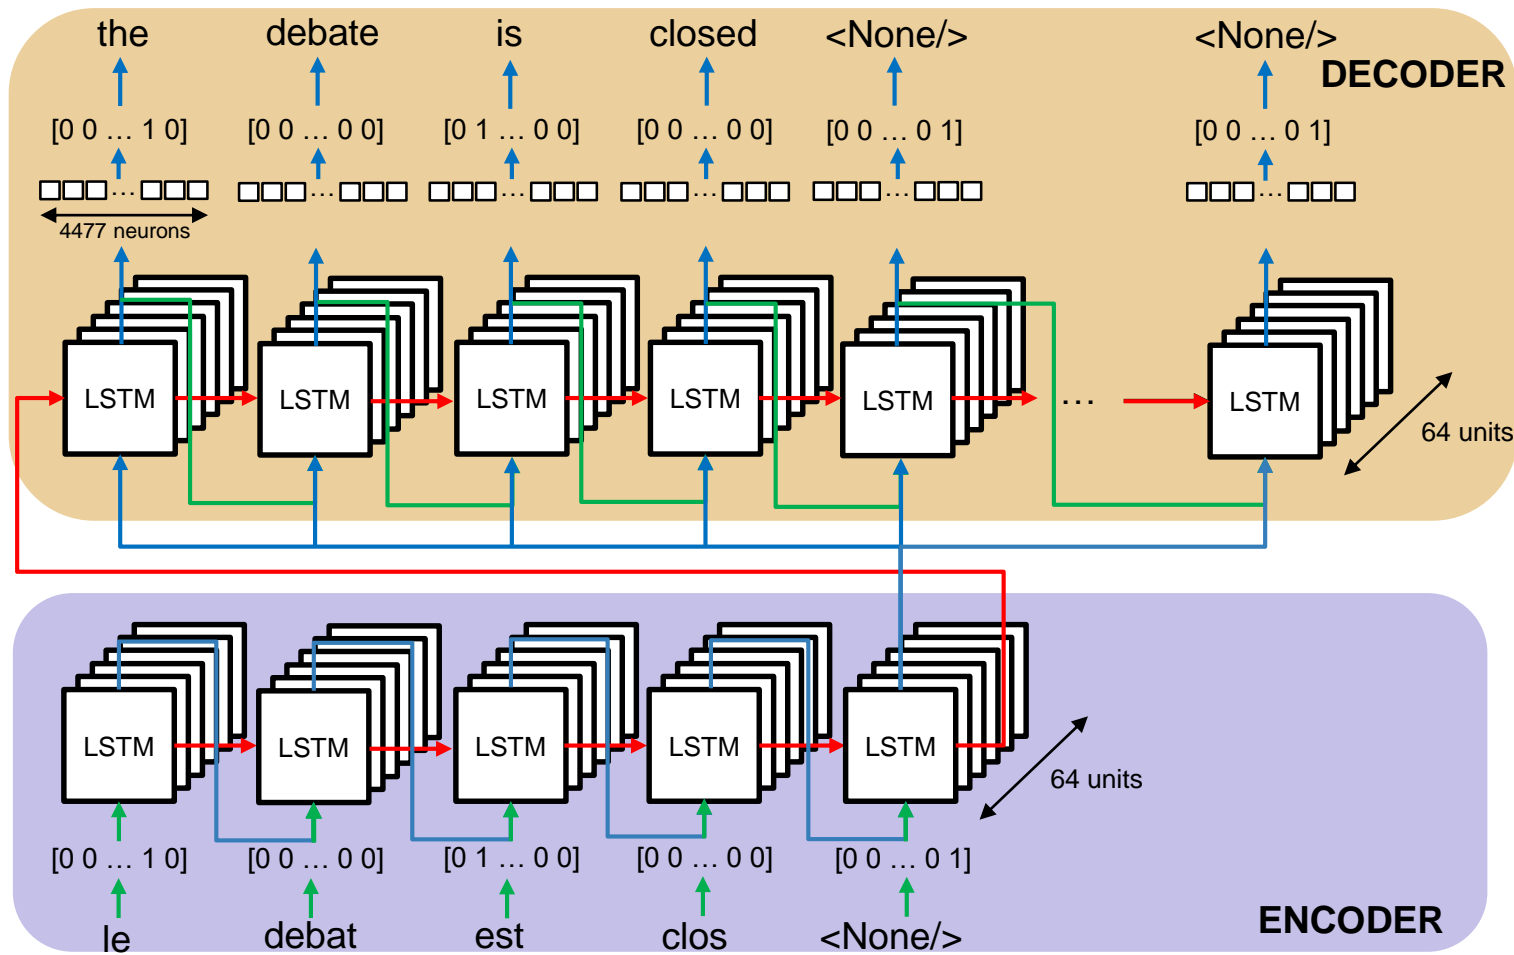 the debate is closed <None/> <None/>
DECODER
[0 0 … 1 0] [0 0 … 0 0] [0 1 … 0 0] [0 0 … 0 0] [0 0 … 0 1] [0 0 … 0 1]
… … … … … …
4477 neurons
LSTM LSTM LSTM LSTM LSTM … LSTM
64 units
LSTM LSTM LSTM LSTM LSTM
64 units
[0 0 … 1 0] [0 0 … 0 0] [0 1 … 0 0] [0 0 … 0 0] [0 0 … 0 1]
le debat est clos <None/>
ENCODER